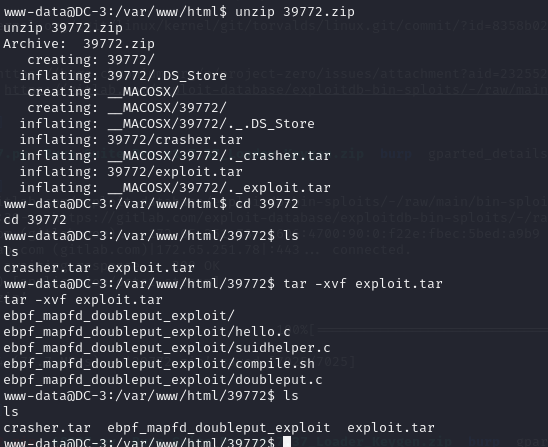 www-data@DC-3:/var/www/html$ unzip 39772.zip
unzip 39772.zip
Archive:  39772.zip
   creating: 39772/
  inflating: 39772/.DS_Store
   creating: __MACOSX/
   creating: __MACOSX/39772/
  inflating: __MACOSX/39772/._.DS_Store
  inflating: 39772/crasher.tar
  inflating: __MACOSX/39772/._crasher.tar
  inflating: 39772/exploit.tar
  inflating: __MACOSX/39772/._exploit.tar
www-data@DC-3:/var/www/html$ cd 39772
cd 39772
www-data@DC-3:/var/www/html/39772$ ls
ls
crasher.tar  exploit.tar
www-data@DC-3:/var/www/html/39772$ tar -xvf exploit.tar
tar -xvf exploit.tar
ebpf_mapfd_doubleput_exploit/
ebpf_mapfd_doubleput_exploit/hello.c
ebpf_mapfd_doubleput_exploit/suidhelper.c
ebpf_mapfd_doubleput_exploit/compile.sh
ebpf_mapfd_doubleput_exploit/doubleput.c
www-data@DC-3:/var/www/html/39772$ ls
ls
crasher.tar  ebpf_mapfd_doubleput_exploit  exploit.tar
www-data@DC-3:/var/www/html/39772$